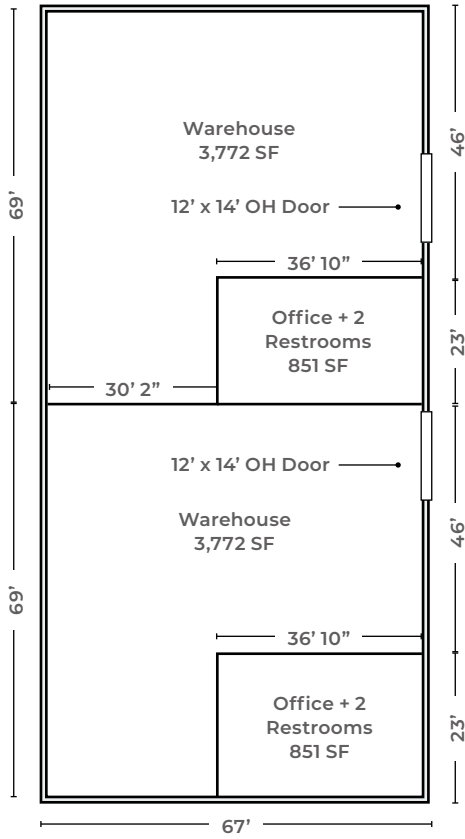 Warehouse
3,772 SF
46’
12’ x 14’ OH Door
69’
36’ 10”
Office + 2
Restrooms
851 SF
23’
30’ 2”
12’ x 14’ OH Door
Warehouse
3,772 SF
46’
69’
36’ 10”
Office + 2
Restrooms
851 SF
23’
67’